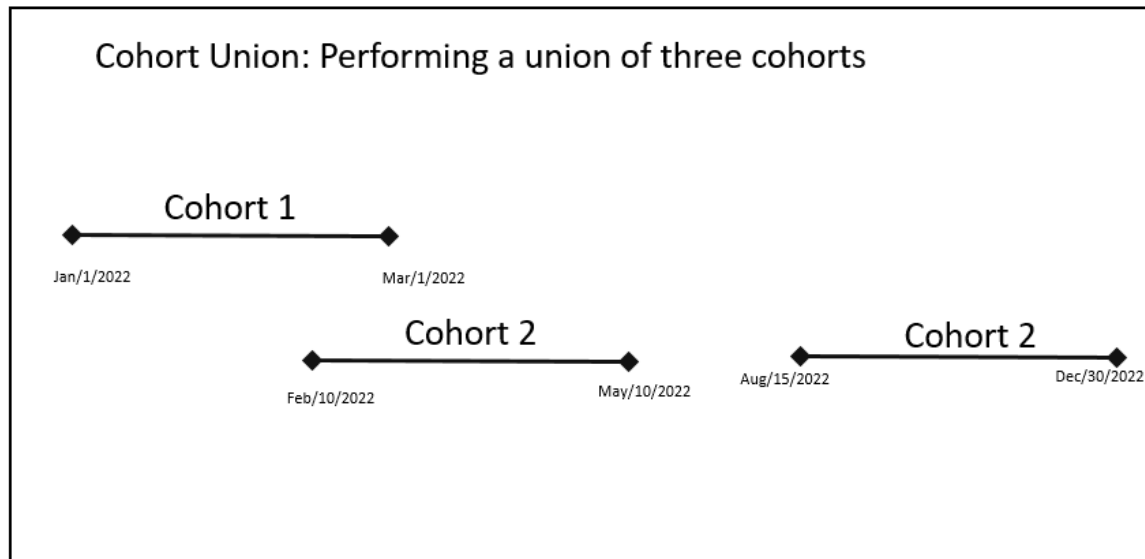 Cohort Union: Performing a union of three cohorts
Cohort 1
Jan/1/2022
Mar/1/2022
Cohort 2
Feb/10/2022
May/10/2022
Cohort 2
Aug/15/2022
Dec/30/2022